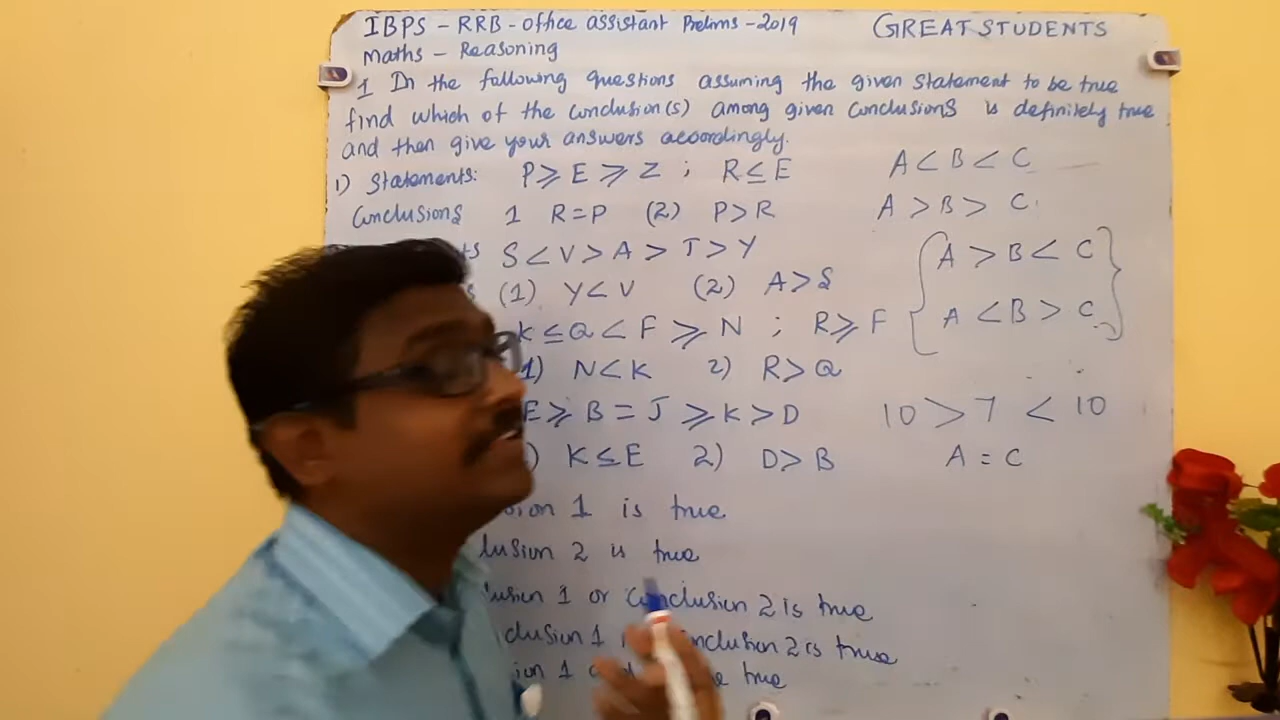 IBPS - RRB - office assistant Prelims - 2019 GREAT STUDENTS
Maths - Reasoning
1 In the following questions assuming the given statement to be true
find which of the conclusion(s) among given conclusions is definitely true
and then give your answers accordingly.
1) Statements: P ⩾ E ⩾ Z ; R ≤ E A < B < C
Conclusions 1 R = P (2) P > R A > B > C
S < V > A > T > Y A > B < C
(1) Y < V (2) A > S
K ≤ Q < F ⩾ N ; R ⩾ F A < B > C
1) N < K 2) R > Q
E ⩾ B = J ⩾ K > D 10 > 7 < 10
) K ≤ E 2) D > B A = C
1 is true
2 is true
1 or Conclusion 2 is true
1 2 is true
1 true